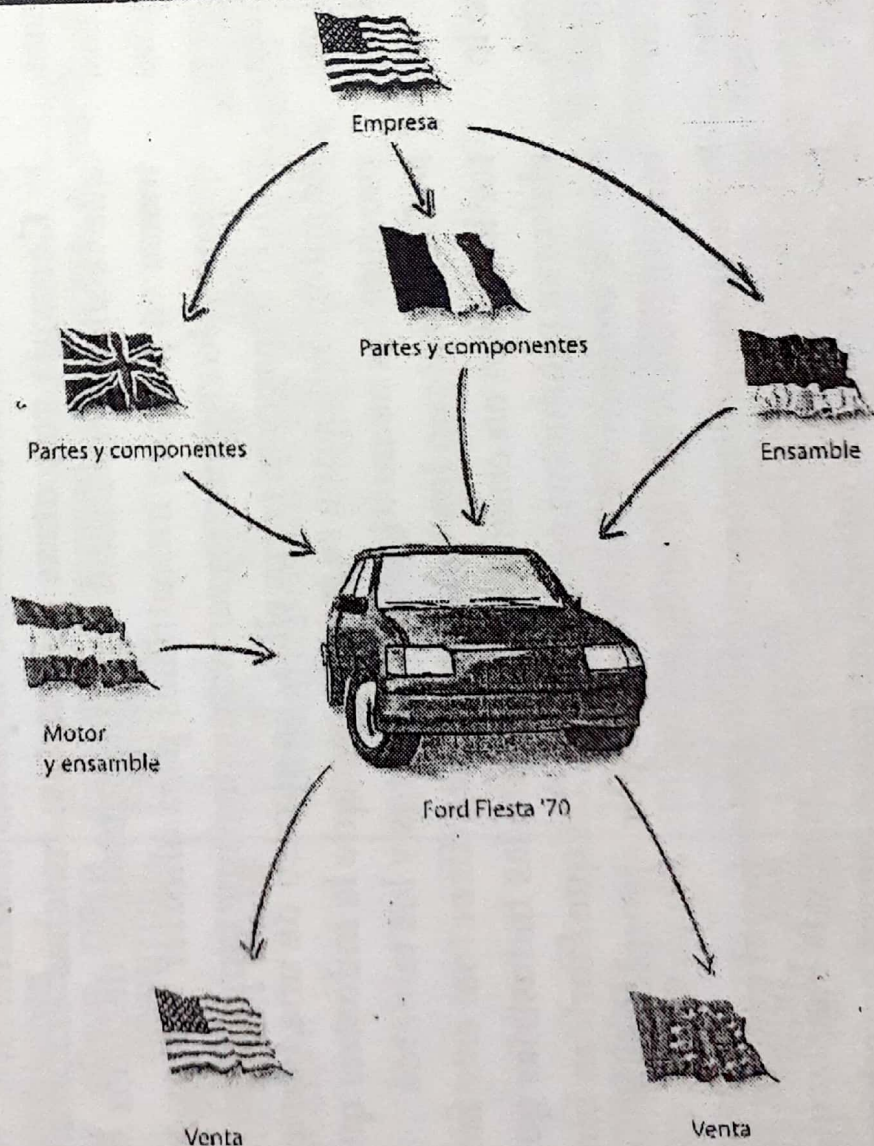 Empresa
Partes y componentes
Partes y componentes
Ensamble
Motor
y ensamble
Ford Fiesta '70
Venta
Venta